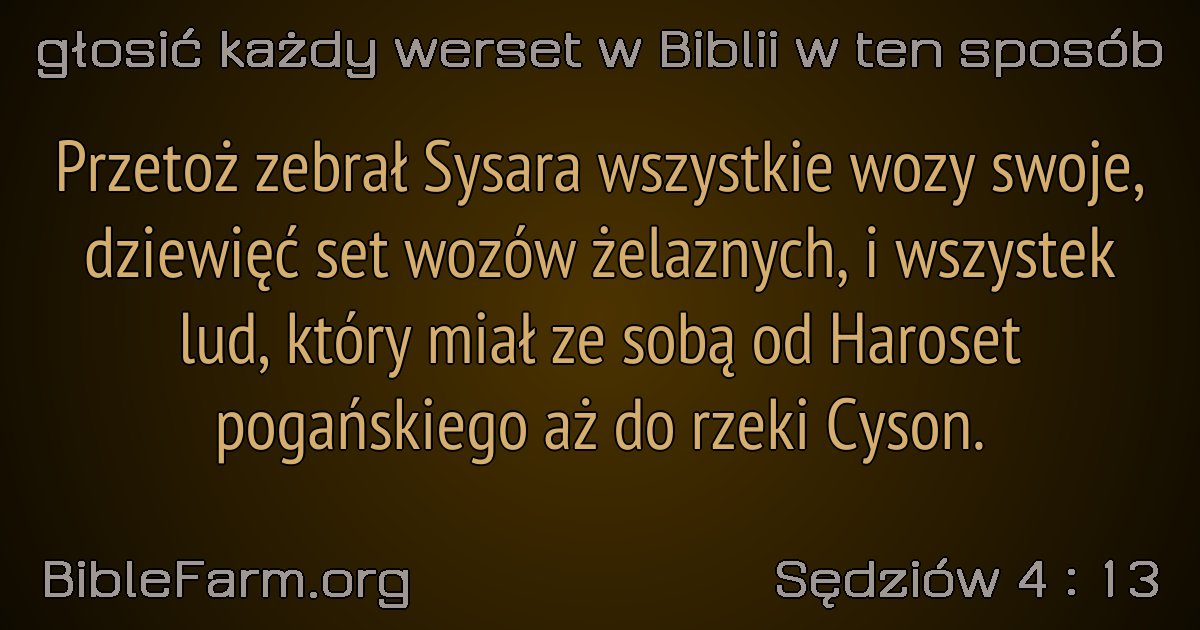 głosić każdy werset w Biblii w ten sposób
Przetoż zebrał Sysara wszystkie wozy swoje,
dziewięć set wozów żelaznych, i wszystek
lud, który miał ze sobą od Haroset
pogańskiego aż do rzeki Cyson.
BibleFarm.org
Sędziów 4 : 13